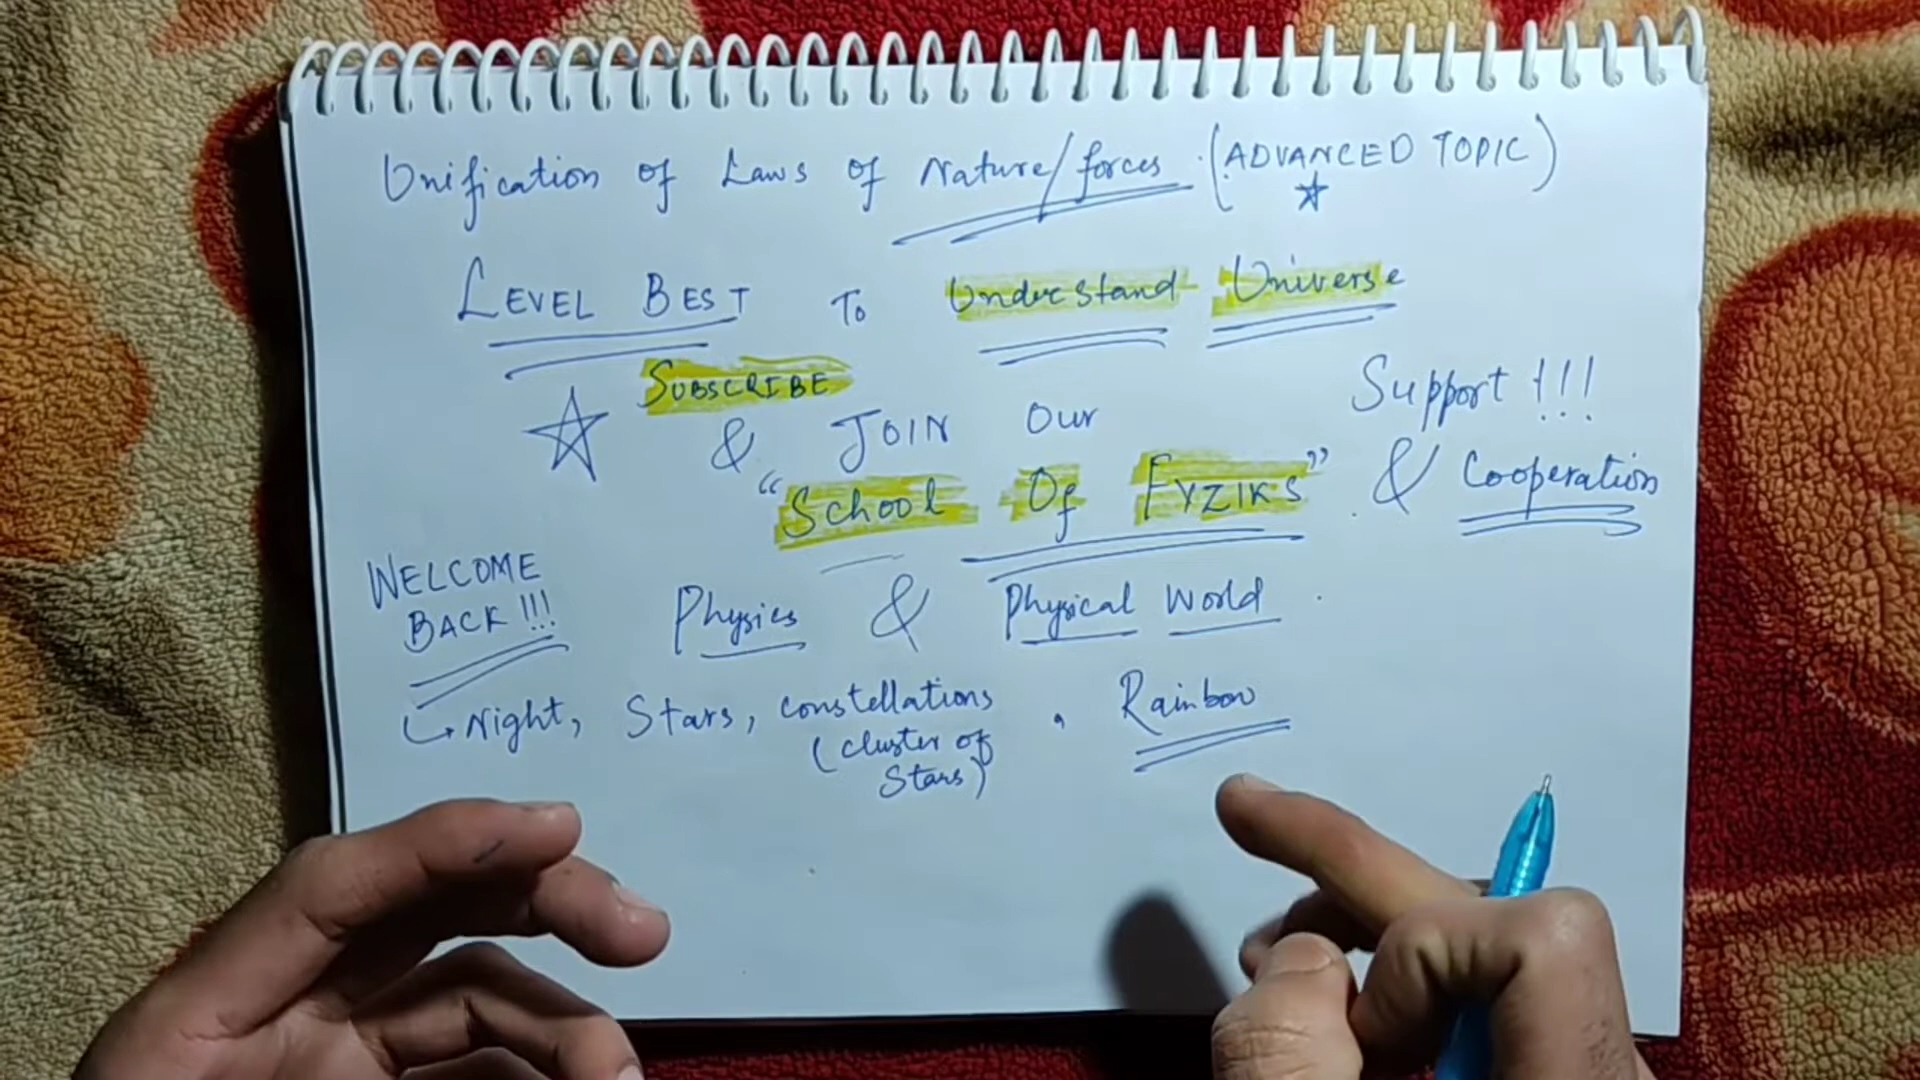 Unification of Laws of Nature/forces. (ADVANCED TOPIC)
LEVEL BEST To Understand Universe
SUBSCRIBE
& JOIN our
Support !!!
"School Of FYZIKS" . & Cooperation
WELCOME
BACK !!!
Physics & Physical World .
Night, Stars, constellations , Rainbow
(cluster of
Stars)